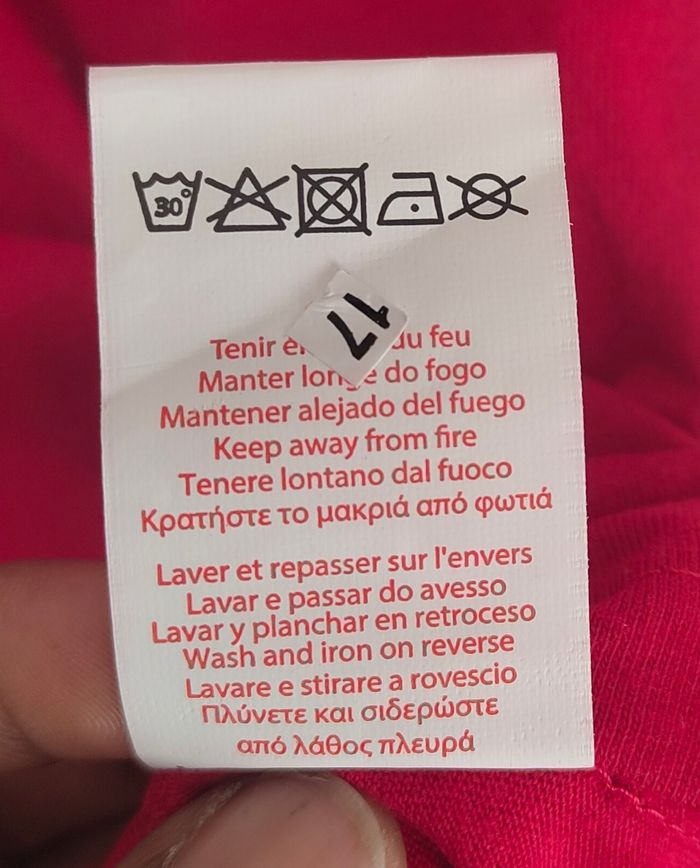 30°
17
Tenir du feu
Manter longe do fogo
Mantener alejado del fuego
Keep away from fire
Tenere lontano dal fuoco
Κρατήστε το μακριά από φωτιά
Laver et repasser sur l'envers
Lavar e passar do avesso
Lavar y planchar en retroceso
Wash and iron on reverse
Lavare e stirare a rovescio
Πλύνετε και σιδερώστε
από λάθος πλευρά